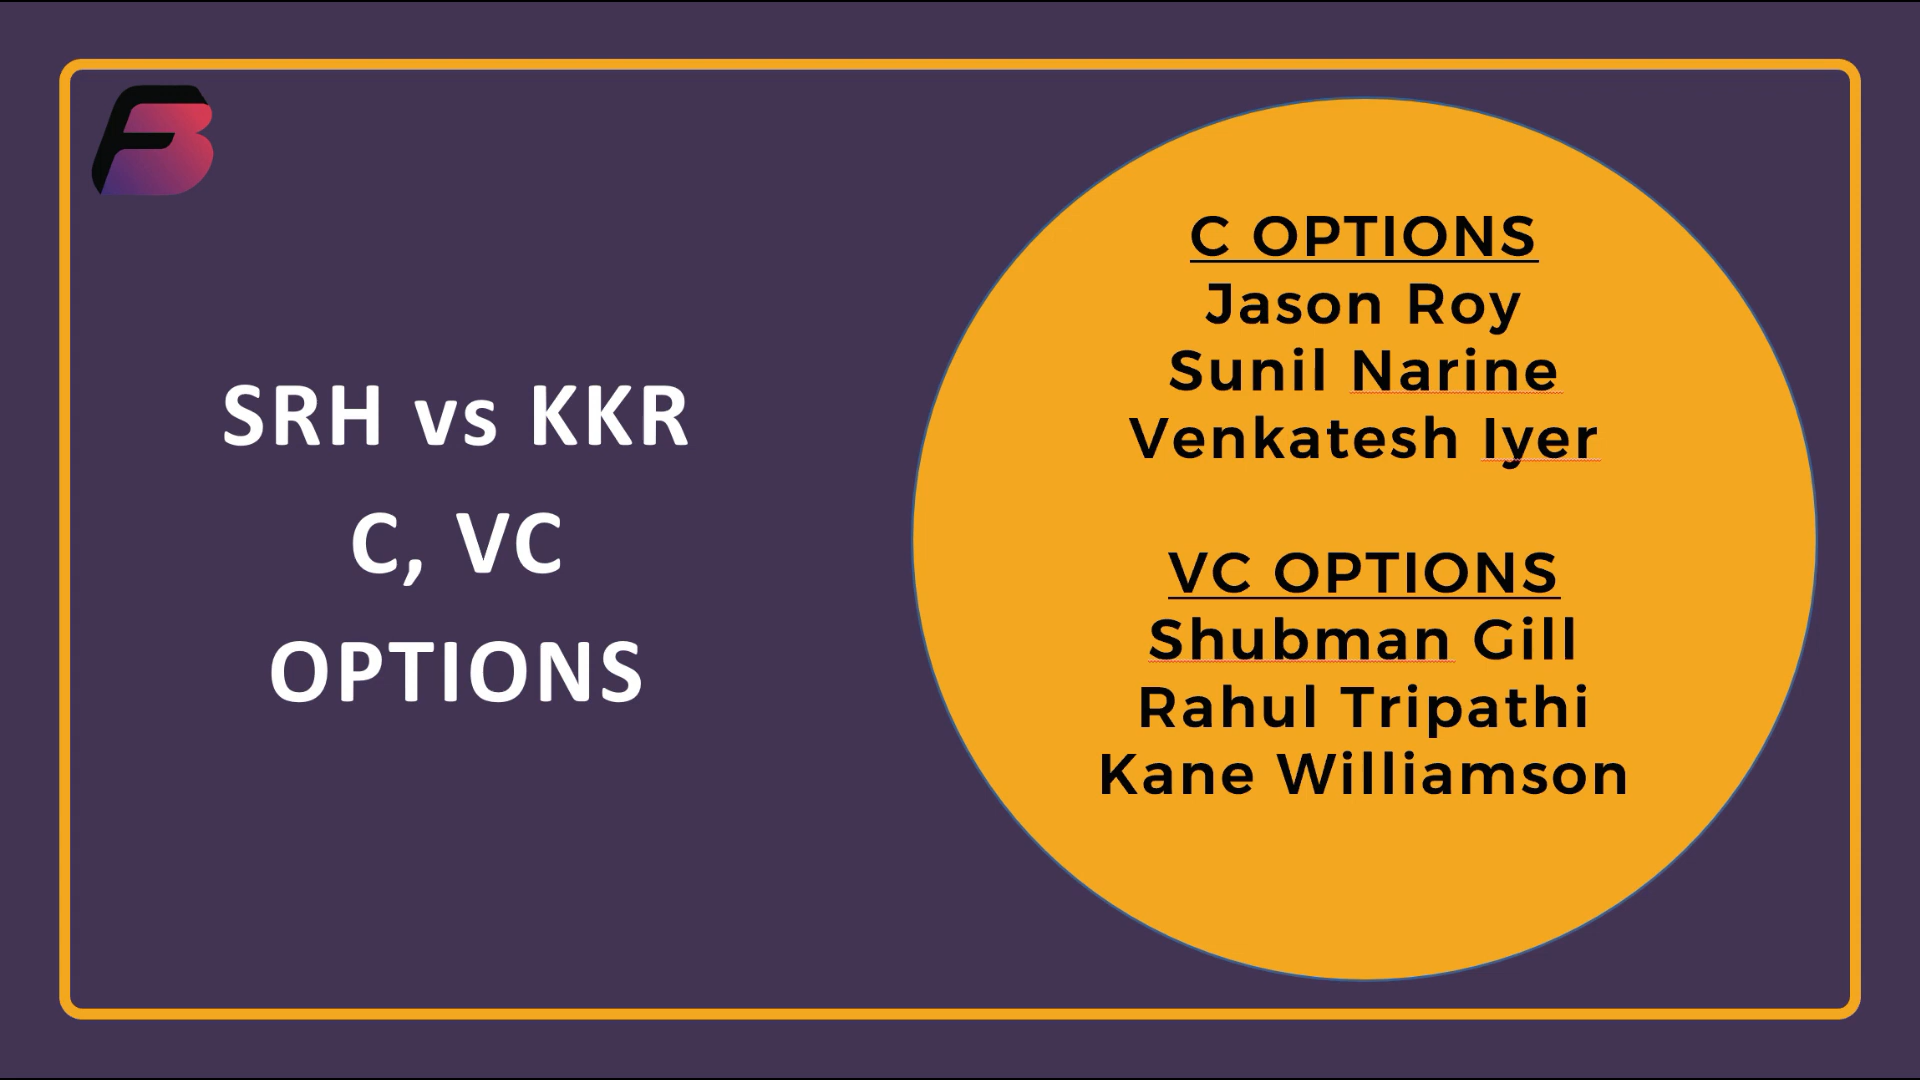 SRH vs KKR
C, VC
OPTIONS
C OPTIONS
Jason Roy
Sunil Narine
Venkatesh Iyer
VC OPTIONS
Shubman Gill
Rahul Tripathi
Kane Williamson